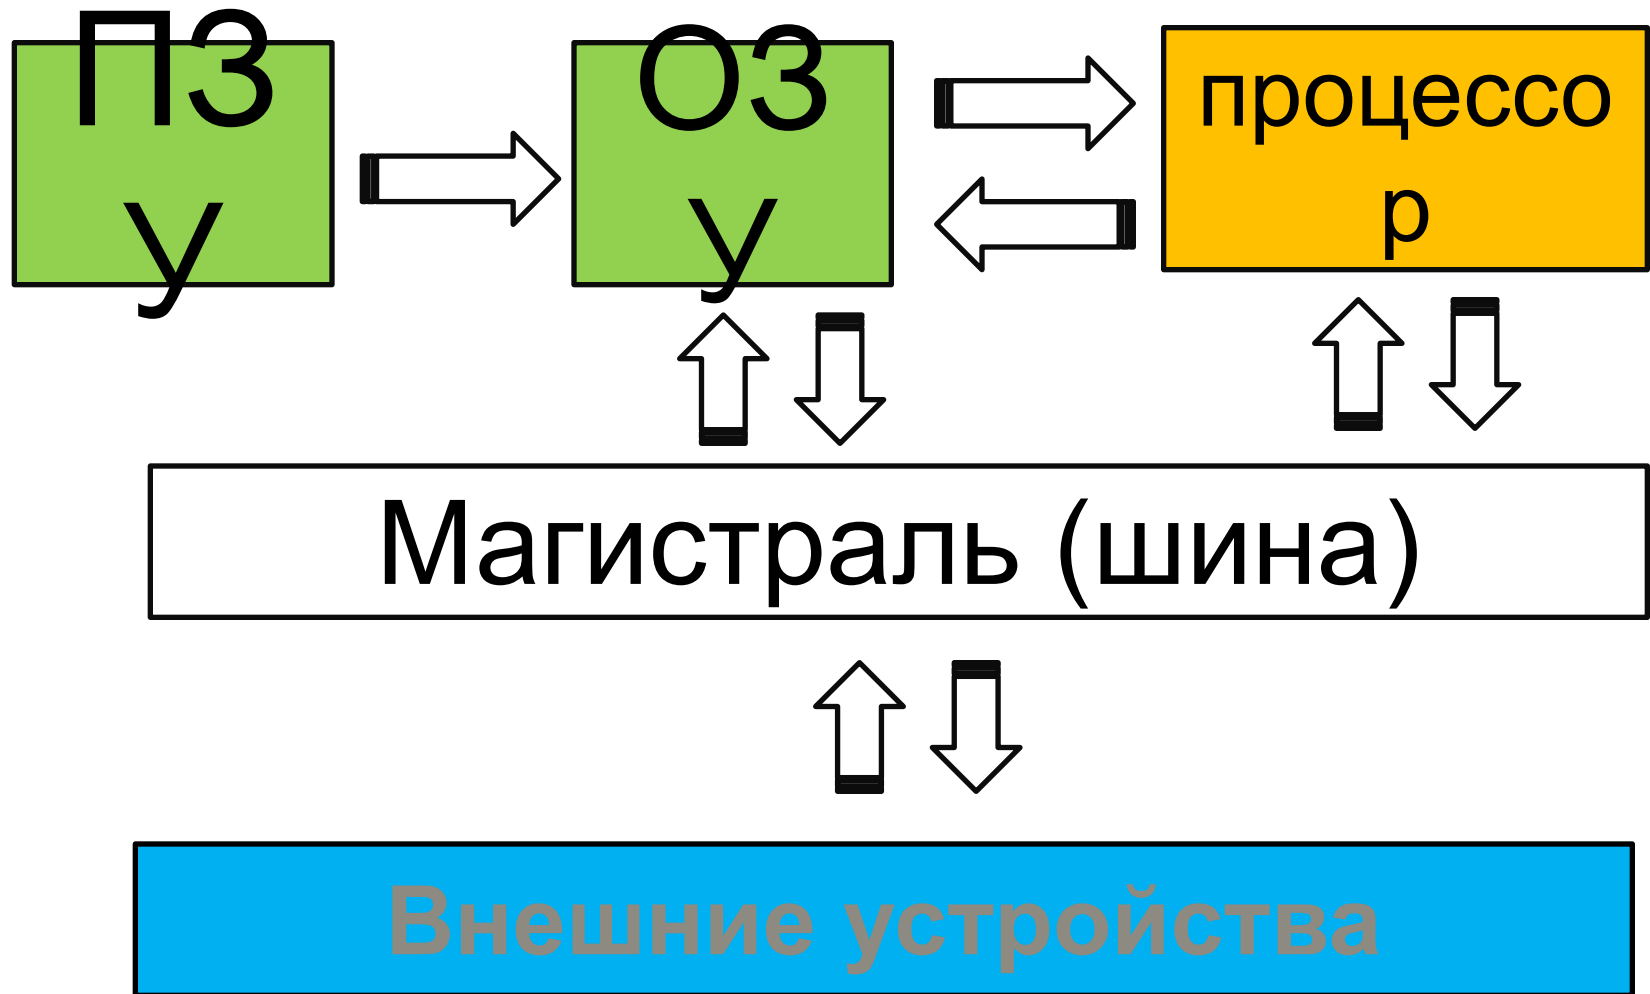 ПЗ
У
ОЗ
У
процессо
р
Магистраль (шина)
Внешние устройства